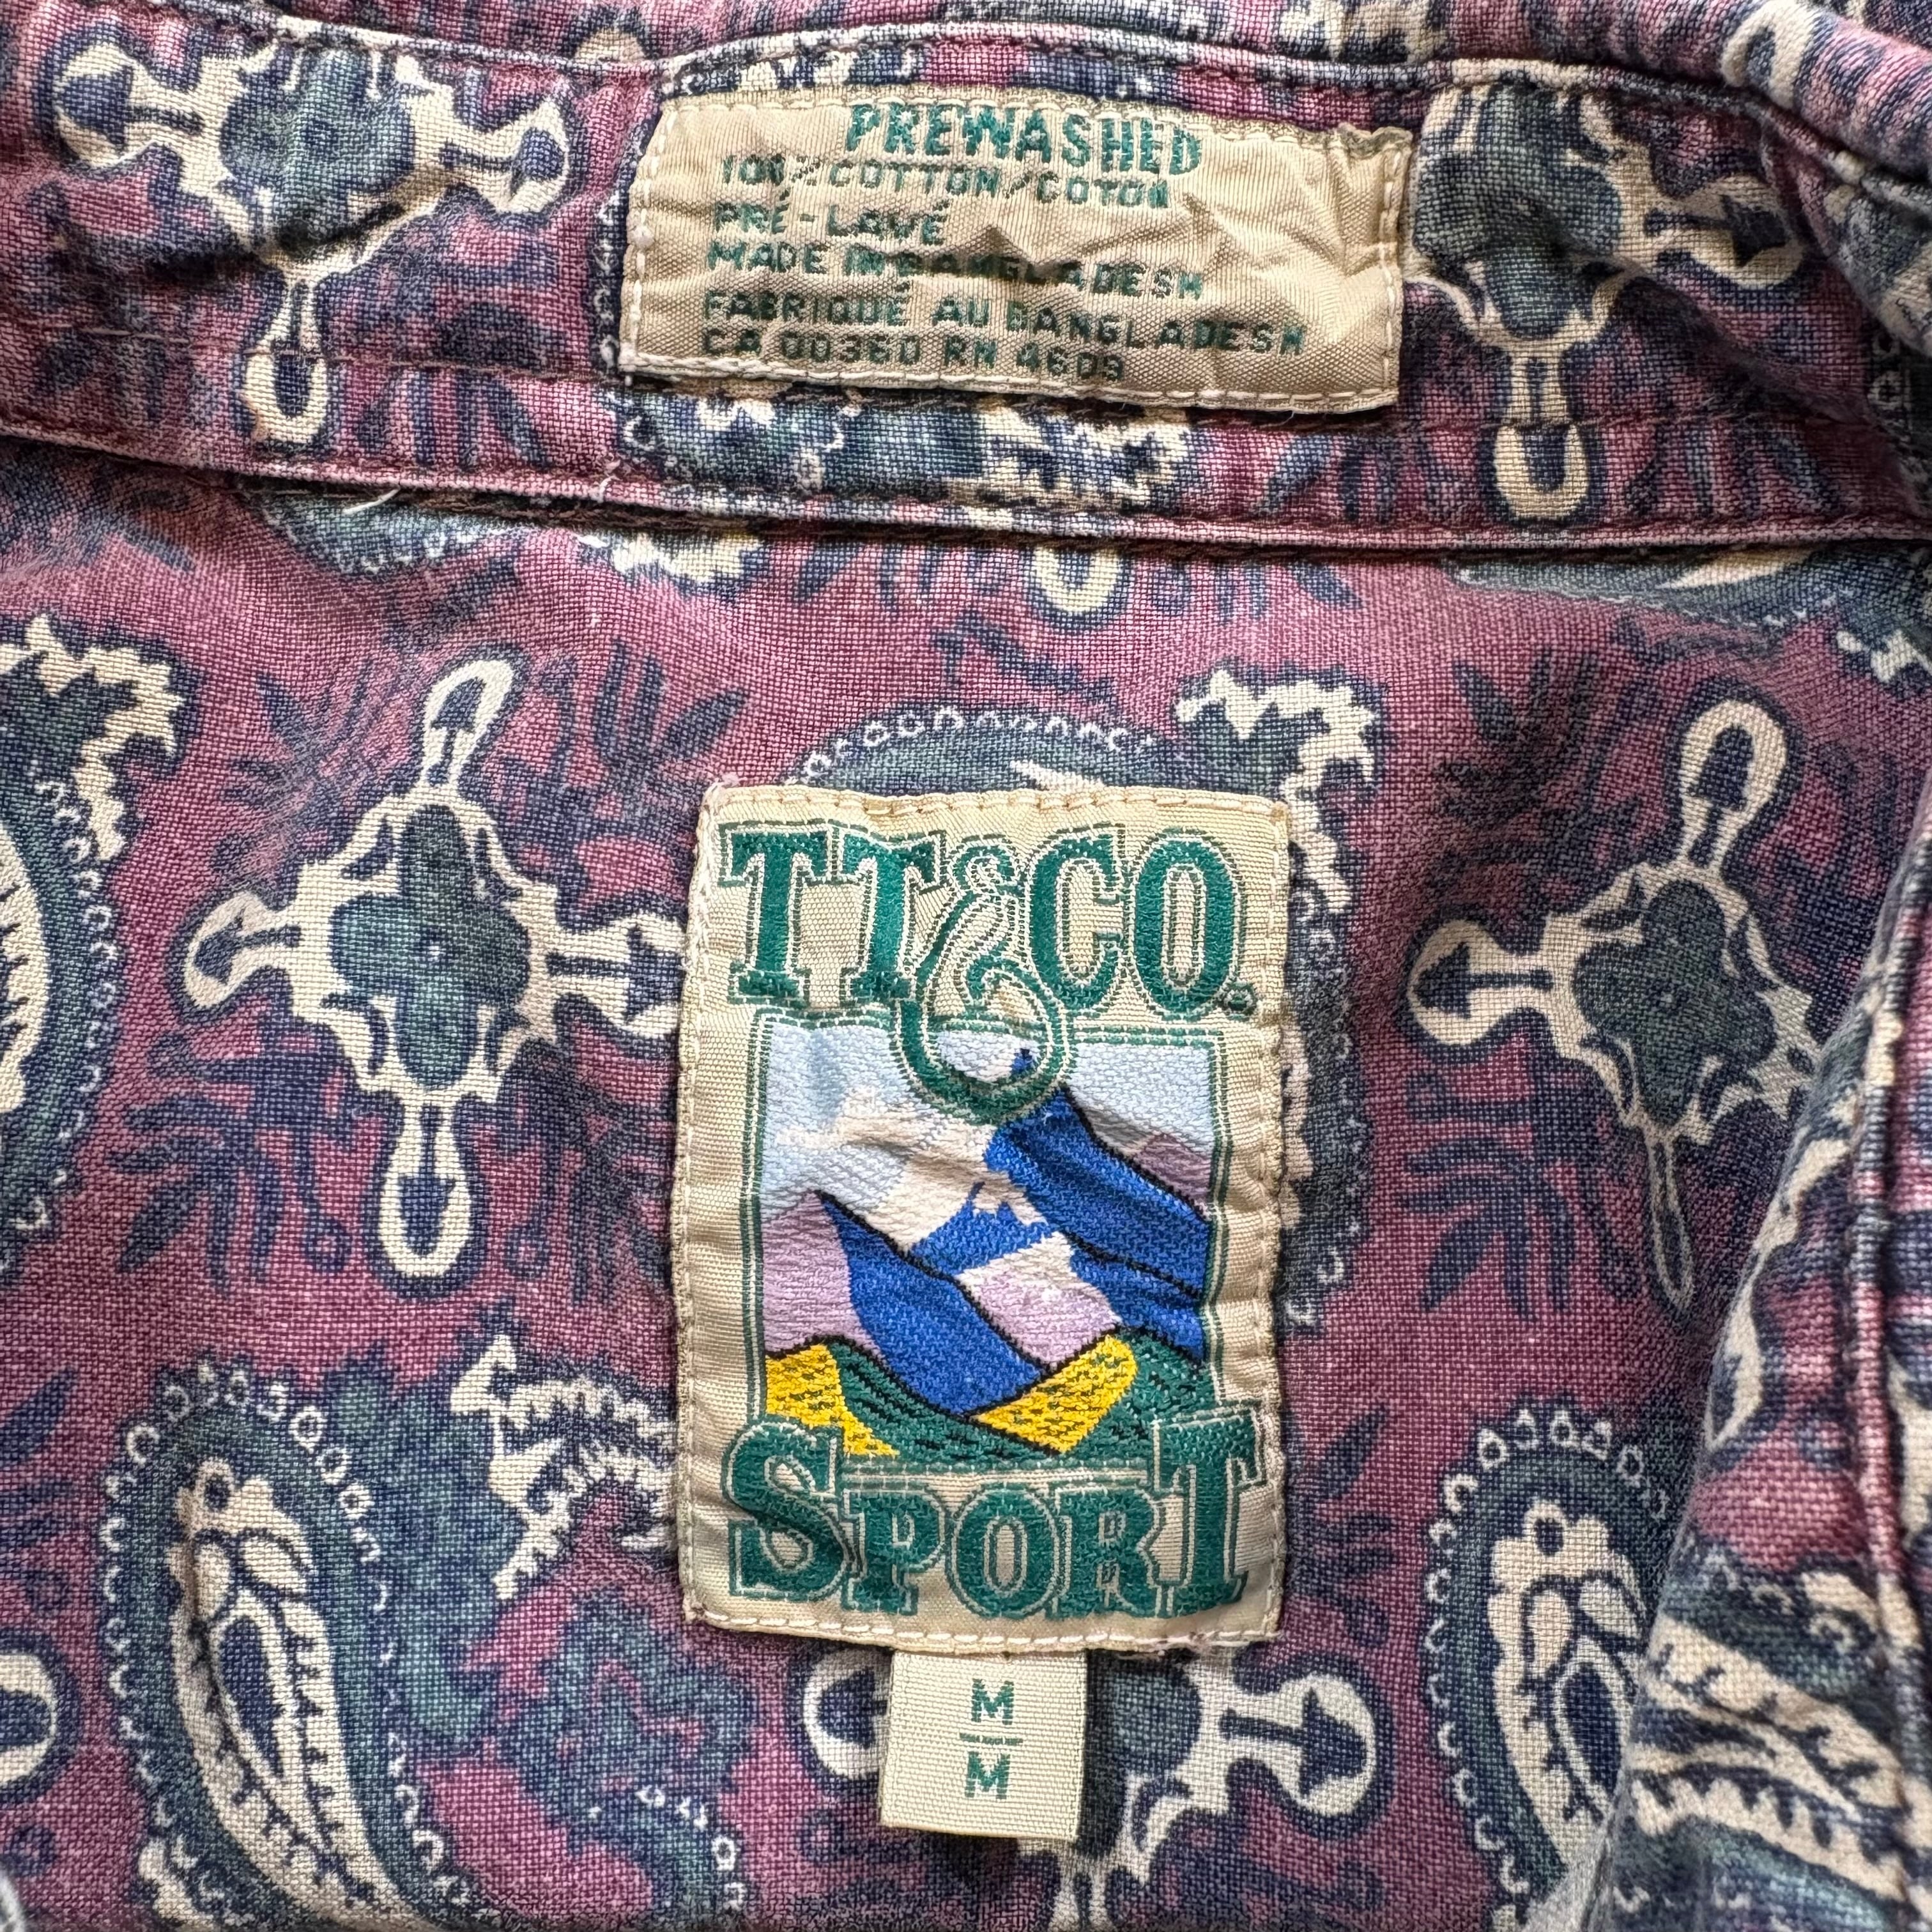 PREWASHED
100% COTTON/COTON
PRÉ-LAVÉ
MADE IN BANGLADESH
FABRIQUÉ AU BANGLADESH
CA 00360 RN 4609
TT&CO.®
SPORT
M
M